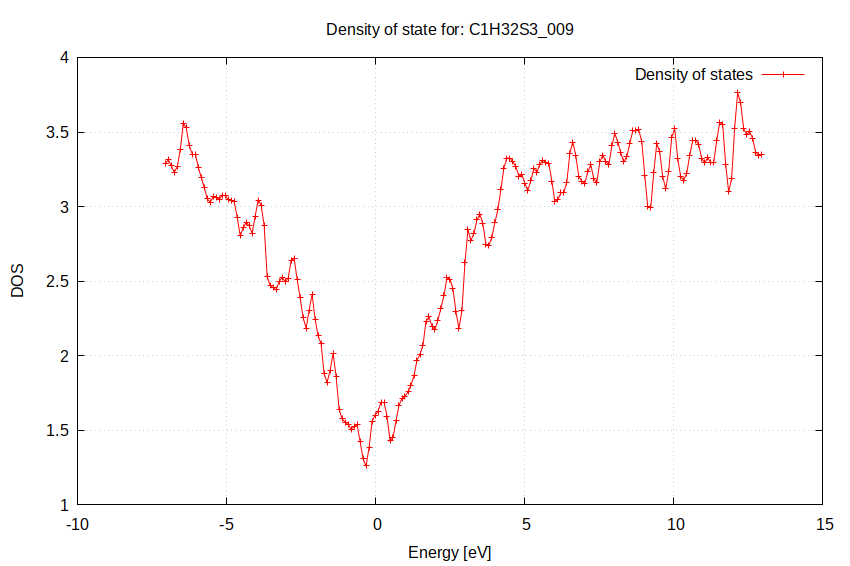 Density of state for: C1H32S3_009
Density of states
4
3.5
3
2.5
2
1.5
1
DOS
-10 -5 0 5 10 15
Energy [eV]